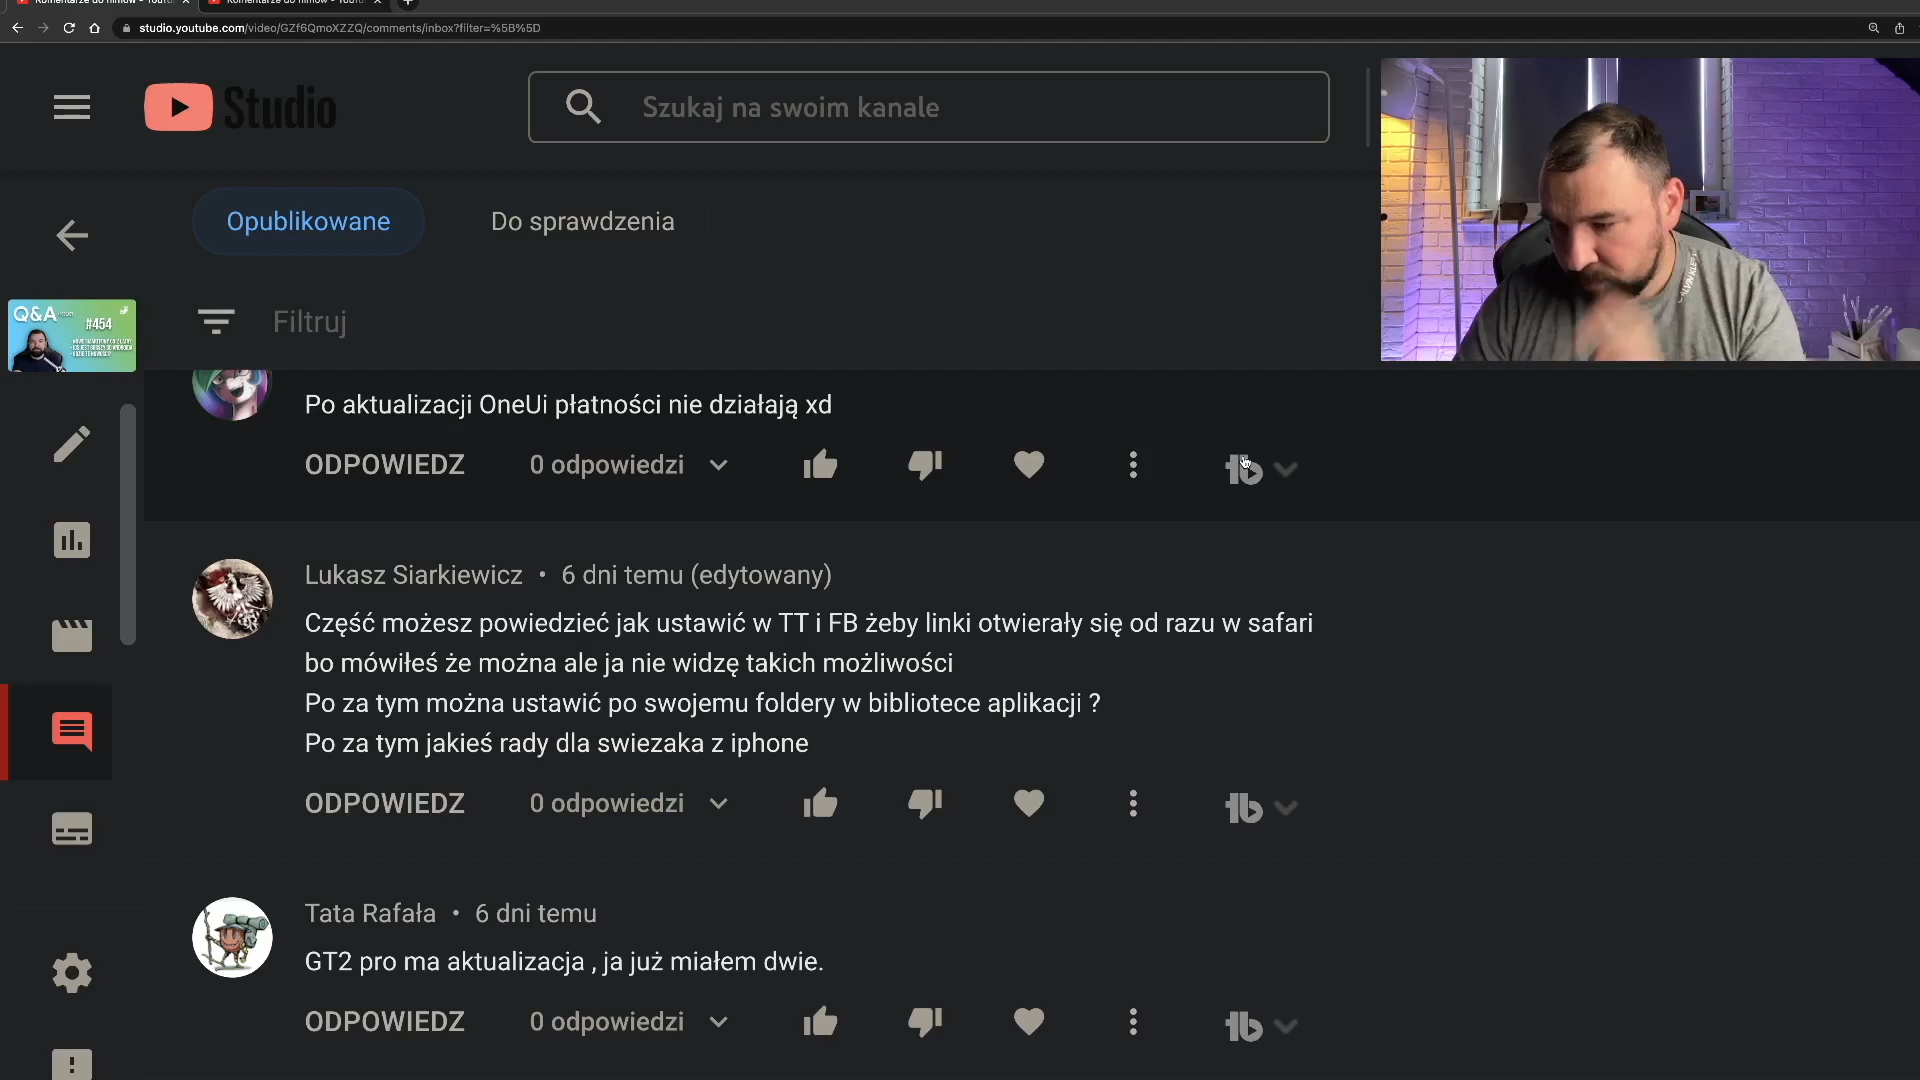 studio.youtube.com/video/GZf6QmoXZZQ/comments/inbox?filter=%5B%5D
Studio
Szukaj na swoim kanale
Opublikowane
Do sprawdzenia
Q&A
#454
Filtruj
Po aktualizacji OneUi płatności nie działają xd
ODPOWIEDZ
0 odpowiedzi
Lukasz Siarkiewicz • 6 dni temu (edytowany)
Część możesz powiedzieć jak ustawić w TT i FB żeby linki otwierały się od razu w safari
bo mówiłeś że można ale ja nie widzę takich możliwości
Po za tym można ustawić po swojemu foldery w bibliotece aplikacji ?
Po za tym jakieś rady dla swiezaka z iphone
ODPOWIEDZ
0 odpowiedzi
Tata Rafała • 6 dni temu
GT2 pro ma aktualizacja , ja już miałem dwie.
ODPOWIEDZ
0 odpowiedzi